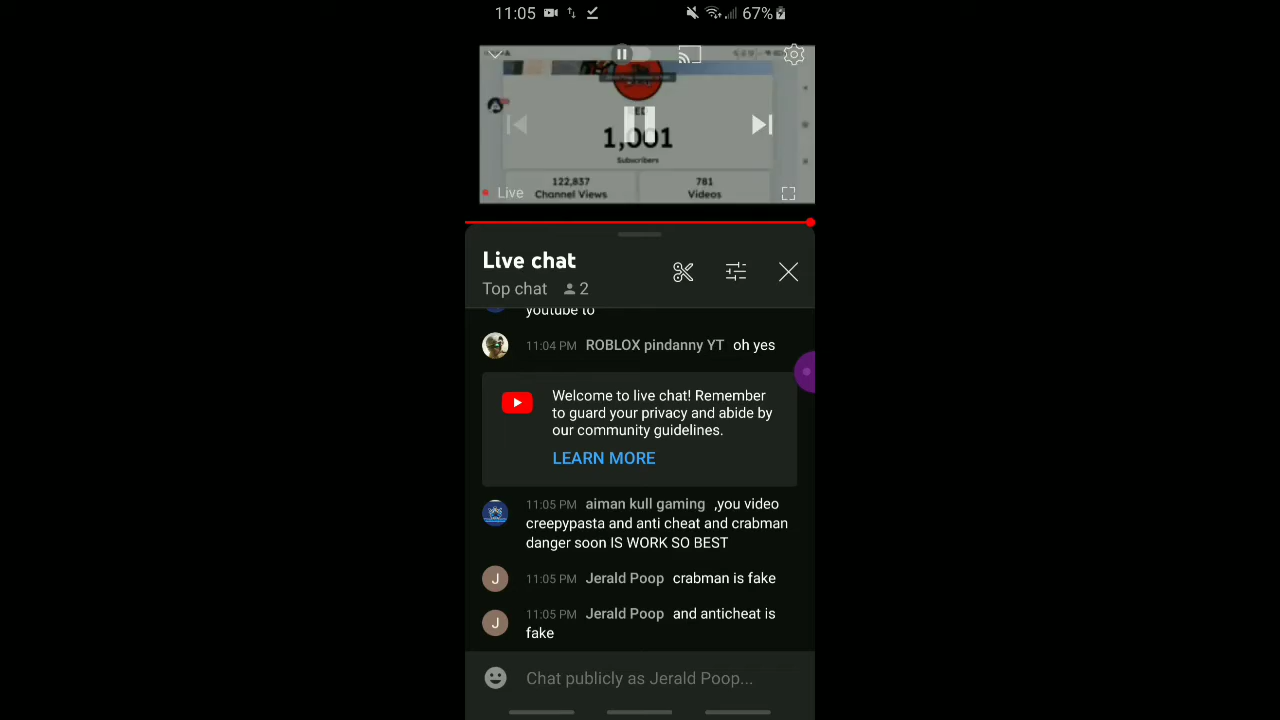 11:05 67%
RED
1,001
Subscribers
122,837 781
Live Channel Views Videos
Live chat
Top chat 2
youtube to
11:04 PM ROBLOX pindanny YT oh yes
Welcome to live chat! Remember
to guard your privacy and abide by
our community guidelines.
LEARN MORE
11:05 PM aiman kull gaming ,you video
creepypasta and anti cheat and crabman
danger soon IS WORK SO BEST
J 11:05 PM Jerald Poop crabman is fake
J 11:05 PM Jerald Poop and anticheat is
fake
Chat publicly as Jerald Poop...